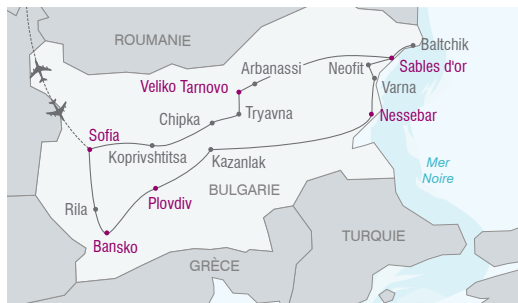 ROUMANIE
Baltchik
Arbanassi
Neofit
Sables d'or
Veliko Tarnovo
Varna
Chipka
Tryavna
Nessebar
Sofia
Koprivshtitsa
Kazanlak
Mer
Noire
BULGARIE
Plovdiv
Rila
Bansko
TURQUIE
GRÈCE